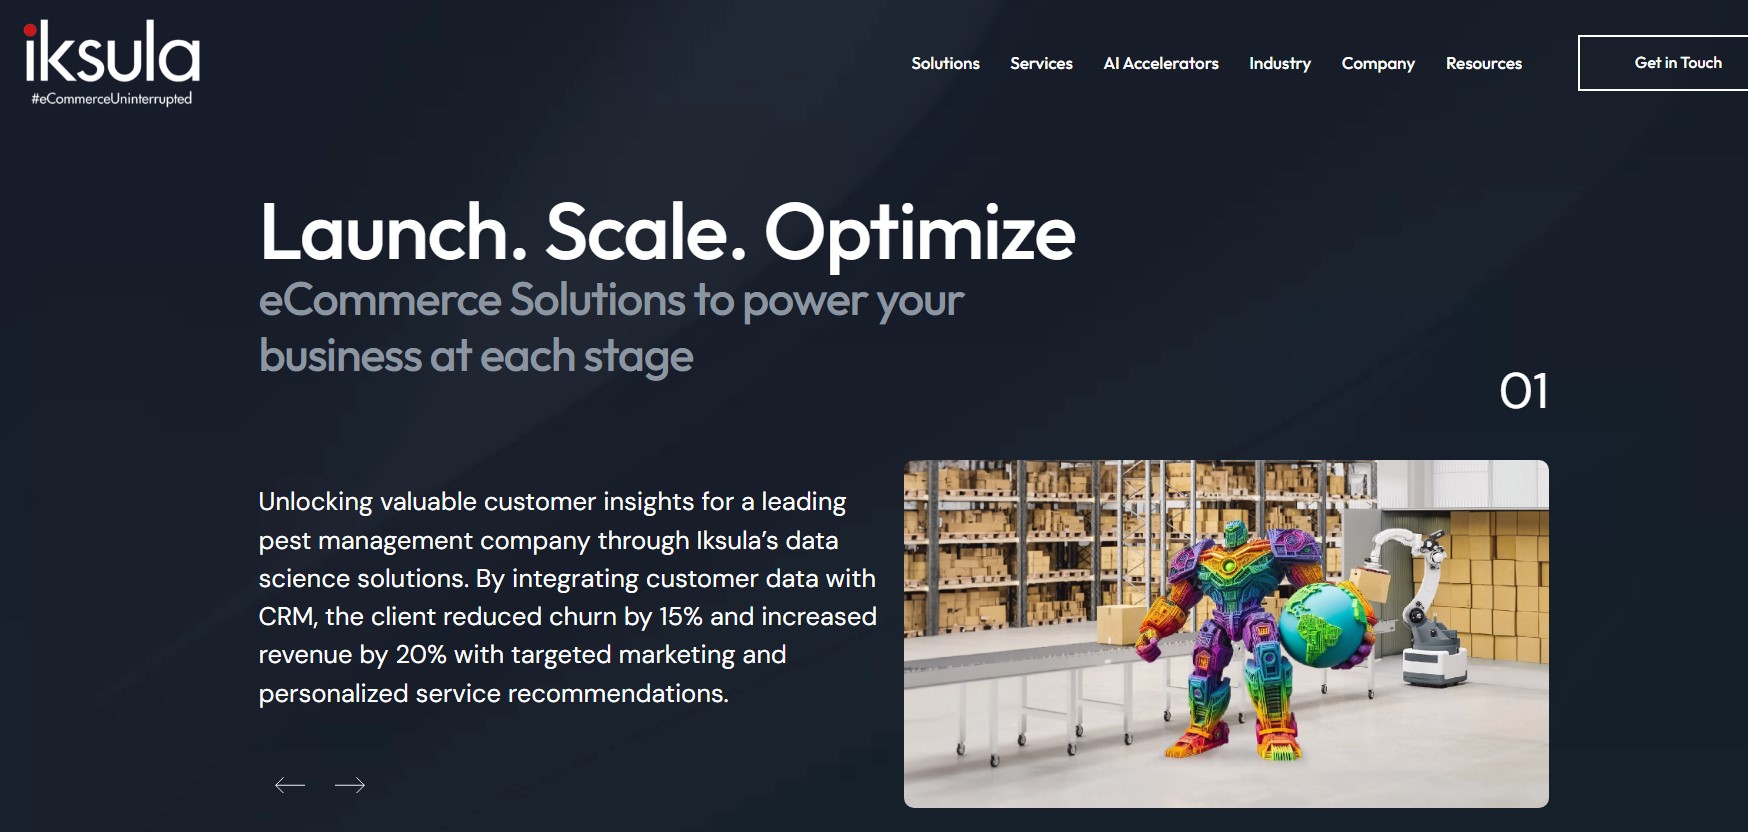 iksula
#eCommerceUninterrupted
Solutions
Services
AI Accelerators
Industry
Company
Resources
Get in Touch
Launch. Scale. Optimize
eCommerce Solutions to power your
business at each stage
01
Unlocking valuable customer insights for a leading
pest management company through Iksula’s data
science solutions. By integrating customer data with
CRM, the client reduced churn by 15% and increased
revenue by 20% with targeted marketing and
personalized service recommendations.